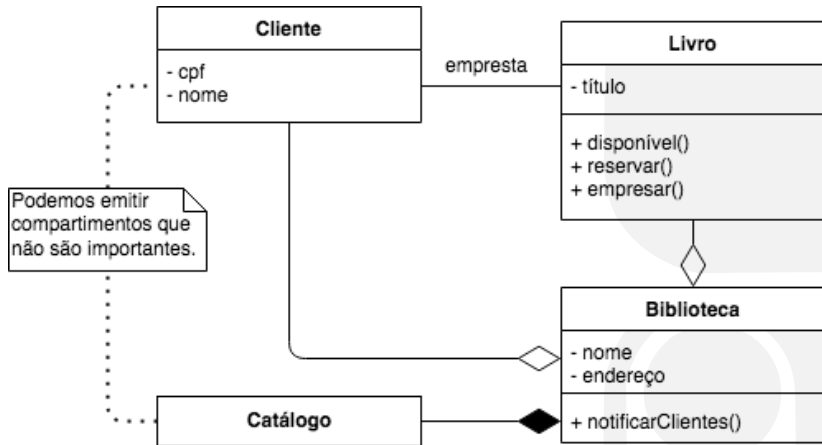 Cliente
- cpf
- nome
empresta
Livro
- título
+ disponível()
+ reservar()
+ empresar()
Podemos emitir
compartimentos que
não são importantes.
Biblioteca
- nome
- endereço
+ notificarClientes()
Catálogo